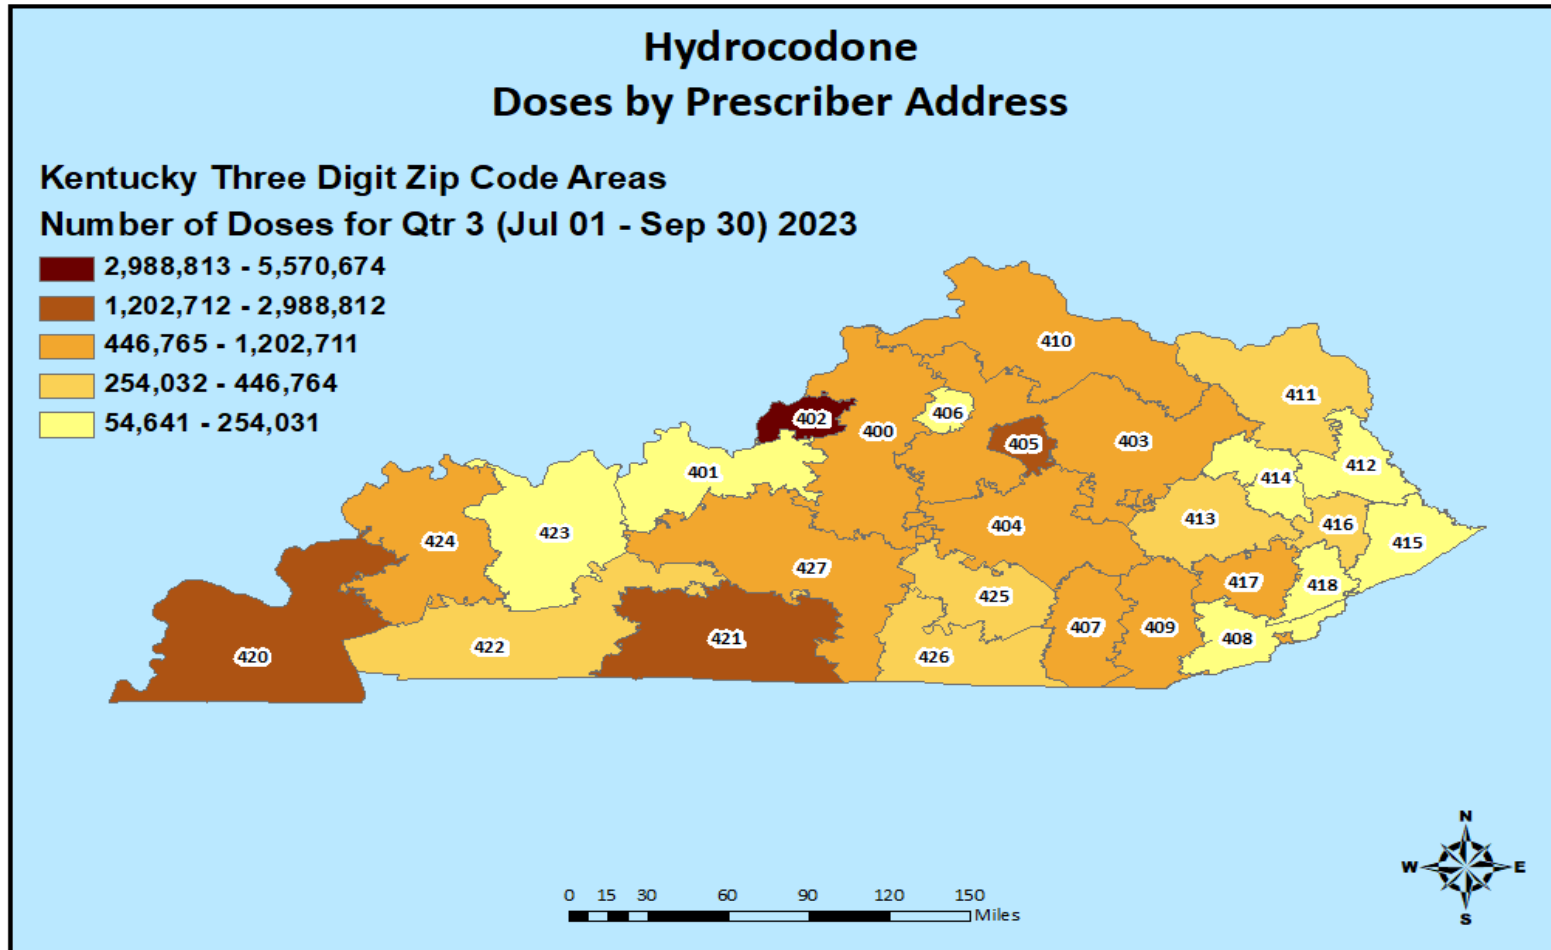 Hydrocodone
Doses by Prescriber Address
Kentucky Three Digit Zip Code Areas
Number of Doses for Qtr 3 (Jul 01 - Sep 30) 2023
2,988,813 - 5,570,674
1,202,712 - 2,988,812
446,765 - 1,202,711
254,032 - 446,764
54,641 - 254,031
410
411
402
406
400
405
403
401
414
412
413
416
423
424
404
415
427
417
418
425
407
409
408
421
422
426
420
N
W
E
S
0 15 30 60 90 120 150
Miles